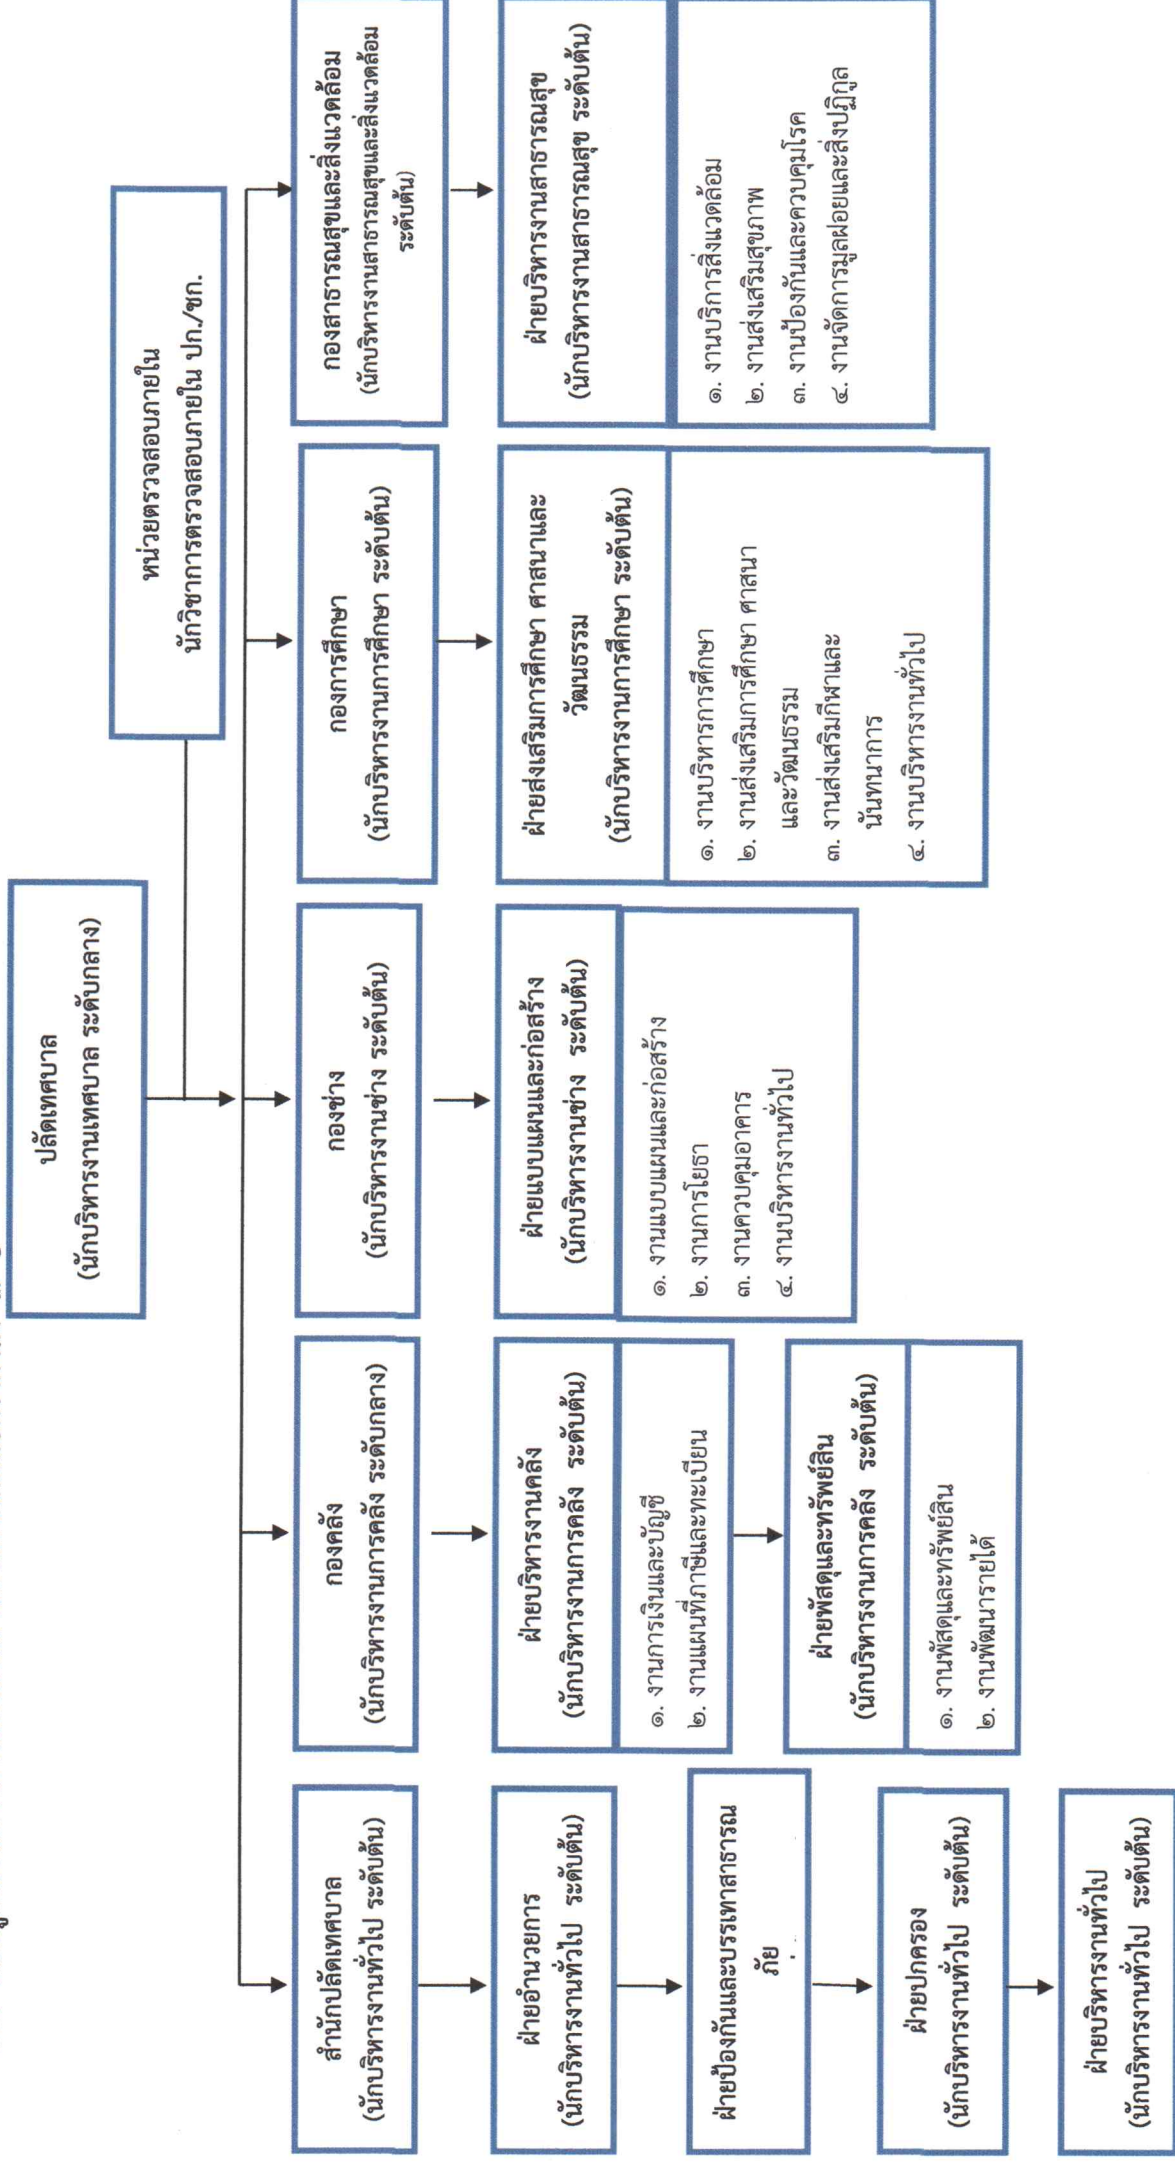 ปลัดเทศบาล
(นักบริหารงานเทศบาล ระดับกลาง)
หน่วยตรวจสอบภายใน
นักวิชาการตรวจสอบภายใน ปก./ชก.
สำนักปลัดเทศบาล
(นักบริหารงานทั่วไป ระดับต้น)
ฝ่ายอำนวยการ
(นักบริหารงานทั่วไป ระดับต้น)
ฝ่ายป้องกันและบรรเทาสาธารณ
ภัย
ฝ่ายปกครอง
(นักบริหารงานทั่วไป ระดับต้น)
ฝ่ายบริหารงานทั่วไป
(นักบริหารงานทั่วไป ระดับต้น)
กองคลัง
(นักบริหารงานการคลัง ระดับกลาง)
ฝ่ายบริหารงานคลัง
(นักบริหารงานการคลัง ระดับต้น)
๑. งานการเงินและบัญชี
๒. งานแผนที่ภาษีและทะเบียน
ฝ่ายพัสดุและทรัพย์สิน
(นักบริหารงานการคลัง ระดับต้น)
๑. งานพัสดุและทรัพย์สิน
๒. งานพัฒนารายได้
กองช่าง
(นักบริหารงานช่าง ระดับต้น)
ฝ่ายแบบแผนและก่อสร้าง
(นักบริหารงานช่าง ระดับต้น)
๑. งานแบบแผนและก่อสร้าง
๒. งานการโยธา
๓. งานควบคุมอาคาร
๔. งานบริหารงานทั่วไป
กองการศึกษา
(นักบริหารงานการศึกษา ระดับต้น)
ฝ่ายส่งเสริมการศึกษา ศาสนาและ
วัฒนธรรม
(นักบริหารงานการศึกษา ระดับต้น)
๑. งานบริหารการศึกษา
๒. งานส่งเสริมการศึกษา ศาสนา
และวัฒนธรรม
๓. งานส่งเสริมกีฬาและ
นันทนาการ
๔. งานบริหารงานทั่วไป
กองสาธารณสุขและสิ่งแวดล้อม
(นักบริหารงานสาธารณสุขและสิ่งแวดล้อม
ระดับต้น)
ฝ่ายบริหารงานสาธารณสุข
(นักบริหารงานสาธารณสุข ระดับต้น)
๑. งานบริการสิ่งแวดล้อม
๒. งานส่งเสริมสุขภาพ
๓. งานป้องกันและควบคุมโรค
๔. งานจัดการมูลฝอยและสิ่งปฏิกูล